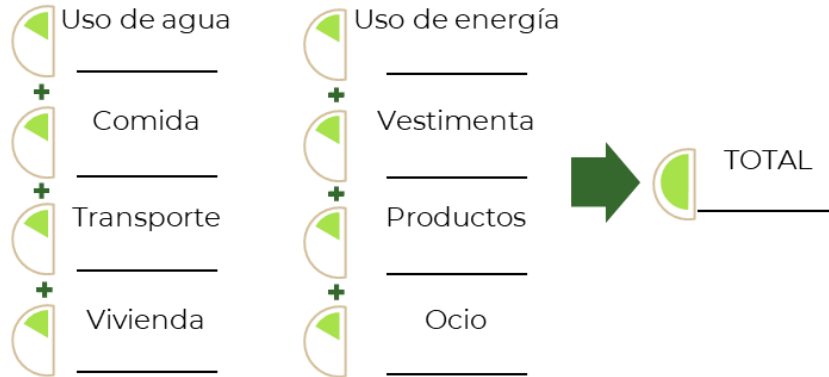 Uso de agua
+
Comida
+
Transporte
+
Vivienda
Uso de energía
+
Vestimenta
+
Productos
+
Ocio
TOTAL